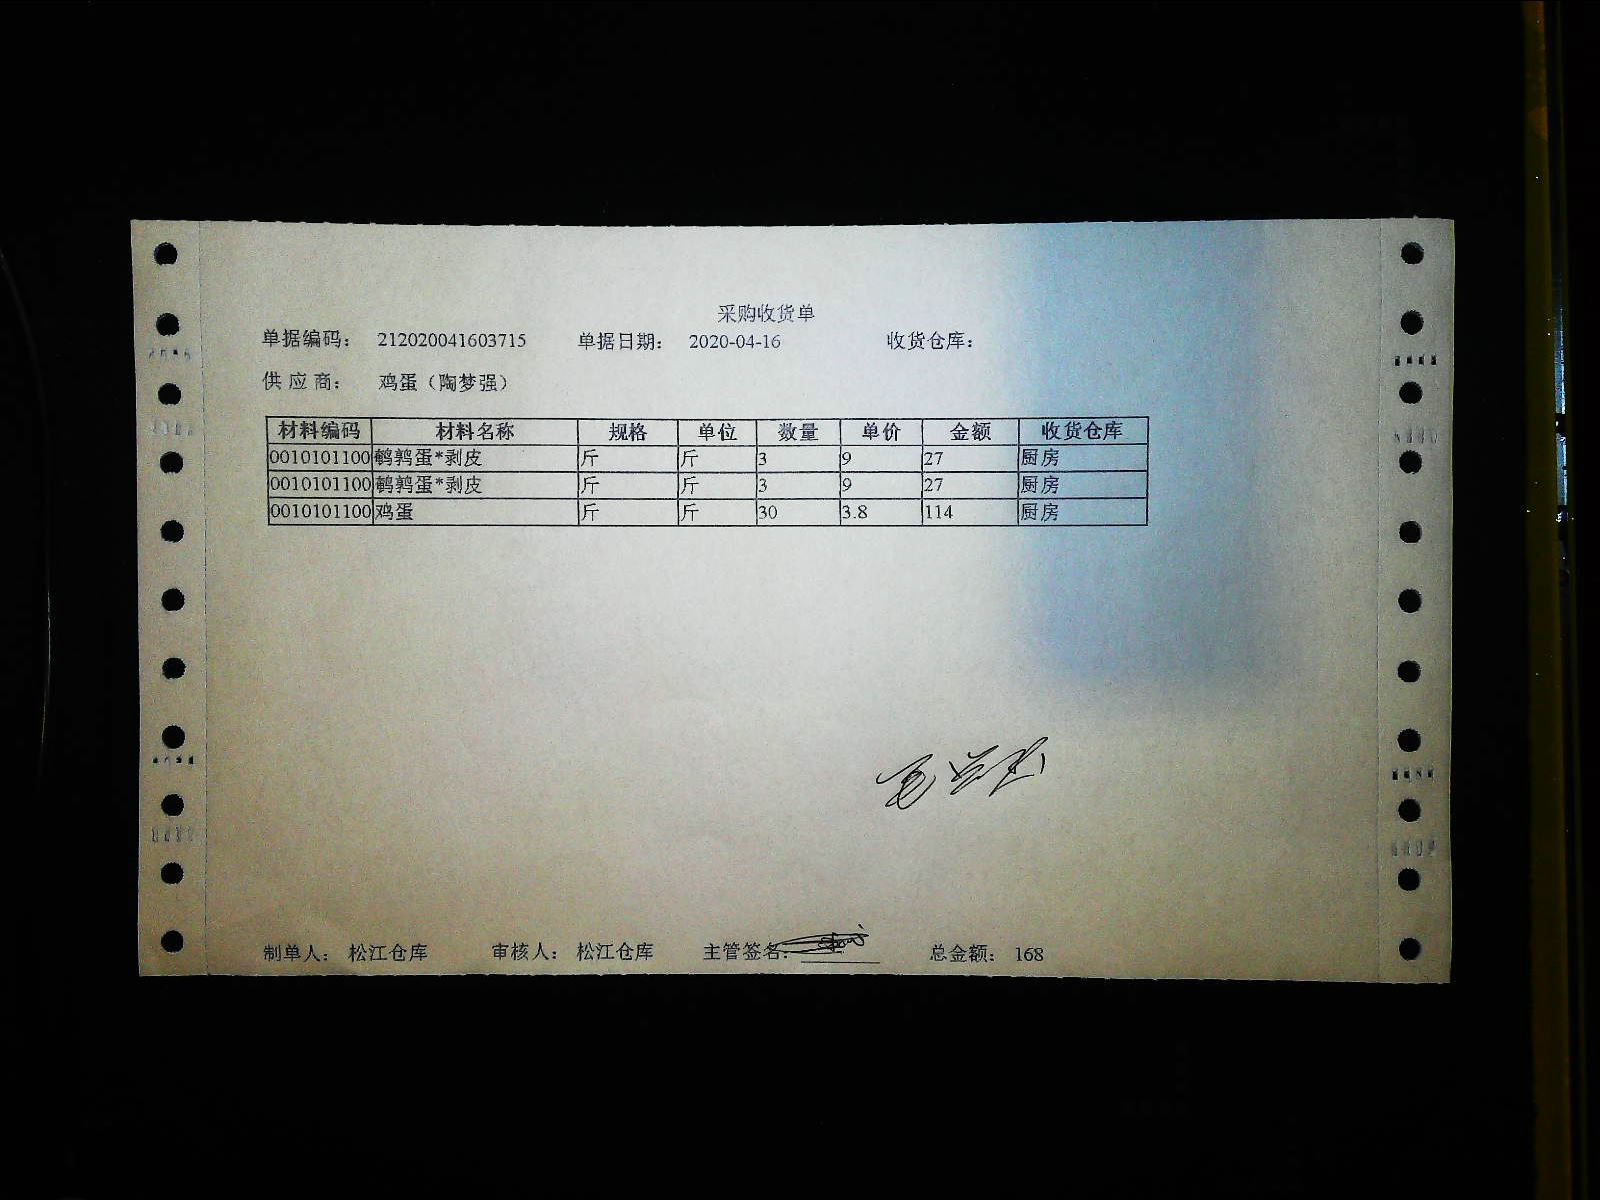 采购收货单
单据编码： 212020041603715 单据日期： 2020-04-16 收货仓库：
供应商： 鸡蛋（陶梦强）
材料编码 材料名称 规格 单位 数量 单价 金额 收货仓库
0010101100 鹌鹑蛋*剥皮 斤 斤 3 9 27 厨房
0010101100 鹌鹑蛋*剥皮 斤 斤 3 9 27 厨房
0010101100 鸡蛋 斤 斤 30 3.8 114 厨房
制单人： 松江仓库 审核人： 松江仓库 主管签名： 总金额： 168